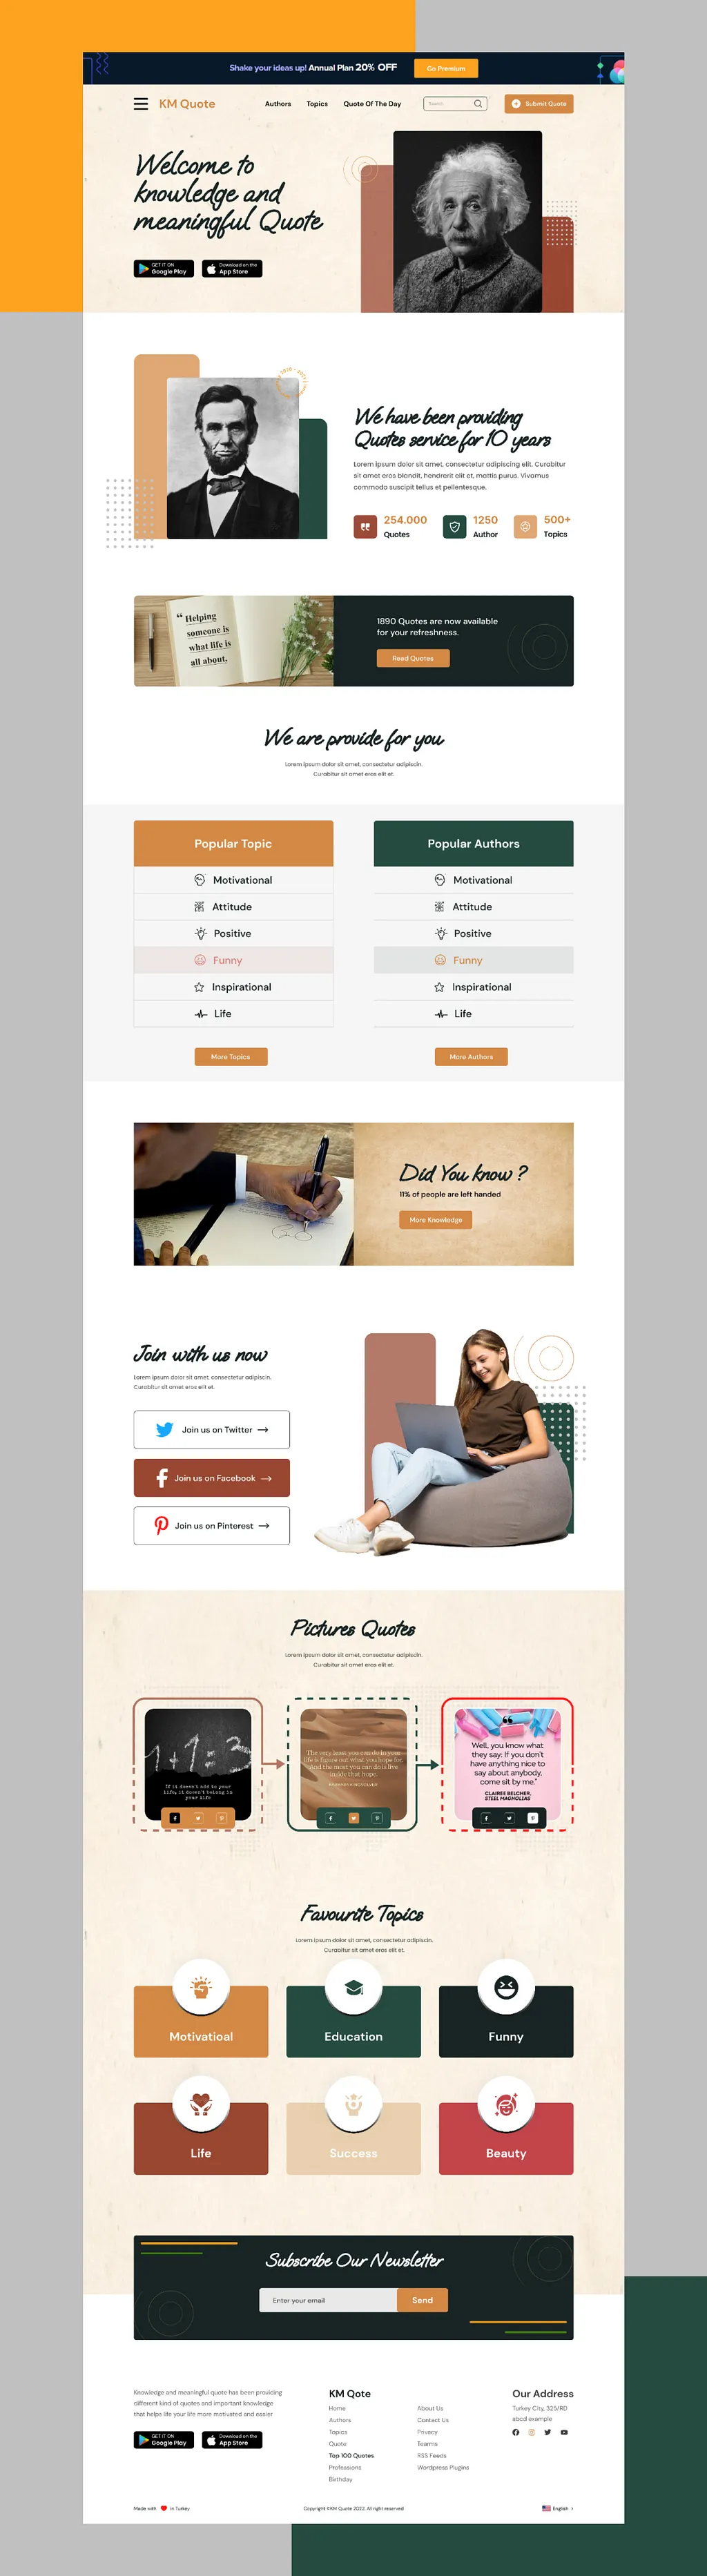 Shake your ideas up! Annual Plan 20% OFF
Go Premium
KM Quote
Authors
Topics
Quote Of The Day
Submit Quote
Welcome to
knowledge and
meaningful Quote
GET IT ON
Google Play
Download on the
App Store
We have been providing
Quotes service for 10 years
Lorem ipsum dolor sit amet, consectetur adipiscing elit. Curabitur
sit amet eros blandit, hendrerit elit et, mattis purus. Vivamus
commodo suscipit tellus et pellentesque.
254.000
Quotes
1250
Author
500+
Topics
“ Helping
someone is
what life is
all about.
1890 Quotes are now available
for your refreshness.
Read Quotes
We are provide for you
Lorem ipsum dolor sit amet, consectetur adipiscin.
Curabitur sit amet eros elit et.
Popular Topic
Motivational
Attitude
Positive
Funny
Inspirational
Life
More Topics
Popular Authors
Motivational
Attitude
Positive
Funny
Inspirational
Life
More Authors
Did You know ?
11% of people are left handed
More Knowledge
Join with us now
Lorem ipsum dolor sit amet, consectetur adipiscin.
Curabitur sit amet eros elit et.
Join us on Twitter
Join us on Facebook
Join us on Pinterest
Pictures Quotes
Lorem ipsum dolor sit amet, consectetur adipiscin.
Curabitur sit amet eros elit et.
1+1=3
If it doesn't add to your
life, it doesn't belong in
your life
The very least you can do in your
life is figure out what you hope for.
And the most you can do is live
inside that hope.
Well, you know what
they say: If you don't
have anything nice to
say about anybody,
come sit by me."
CLAIREE BELCHER,
STEEL MAGNOLIAS
Favourite Topics
Lorem ipsum dolor sit amet, consectetur adipiscin.
Curabitur sit amet eros elit et.
Motivatioal
Education
Funny
Life
Success
Beauty
Subscribe Our Newsletter
Enter your email
Send
Knowledge and meaningful quote has been providing
different kind of quotes and important knowledge
that helps life your life more motivated and easier
GET IT ON
Google Play
Download on the
App Store
KM Qote
Home
Authors
Topics
Quote
Top 100 Quotes
Professions
Birthday
About Us
Contact Us
Privacy
Tearms
RSS Feeds
Wordpress Plugins
Our Address
Turkey City, 325/RD
abcd example
Made with
in Turkey
Copyright ©KM Quote 2022. All right reserved
English